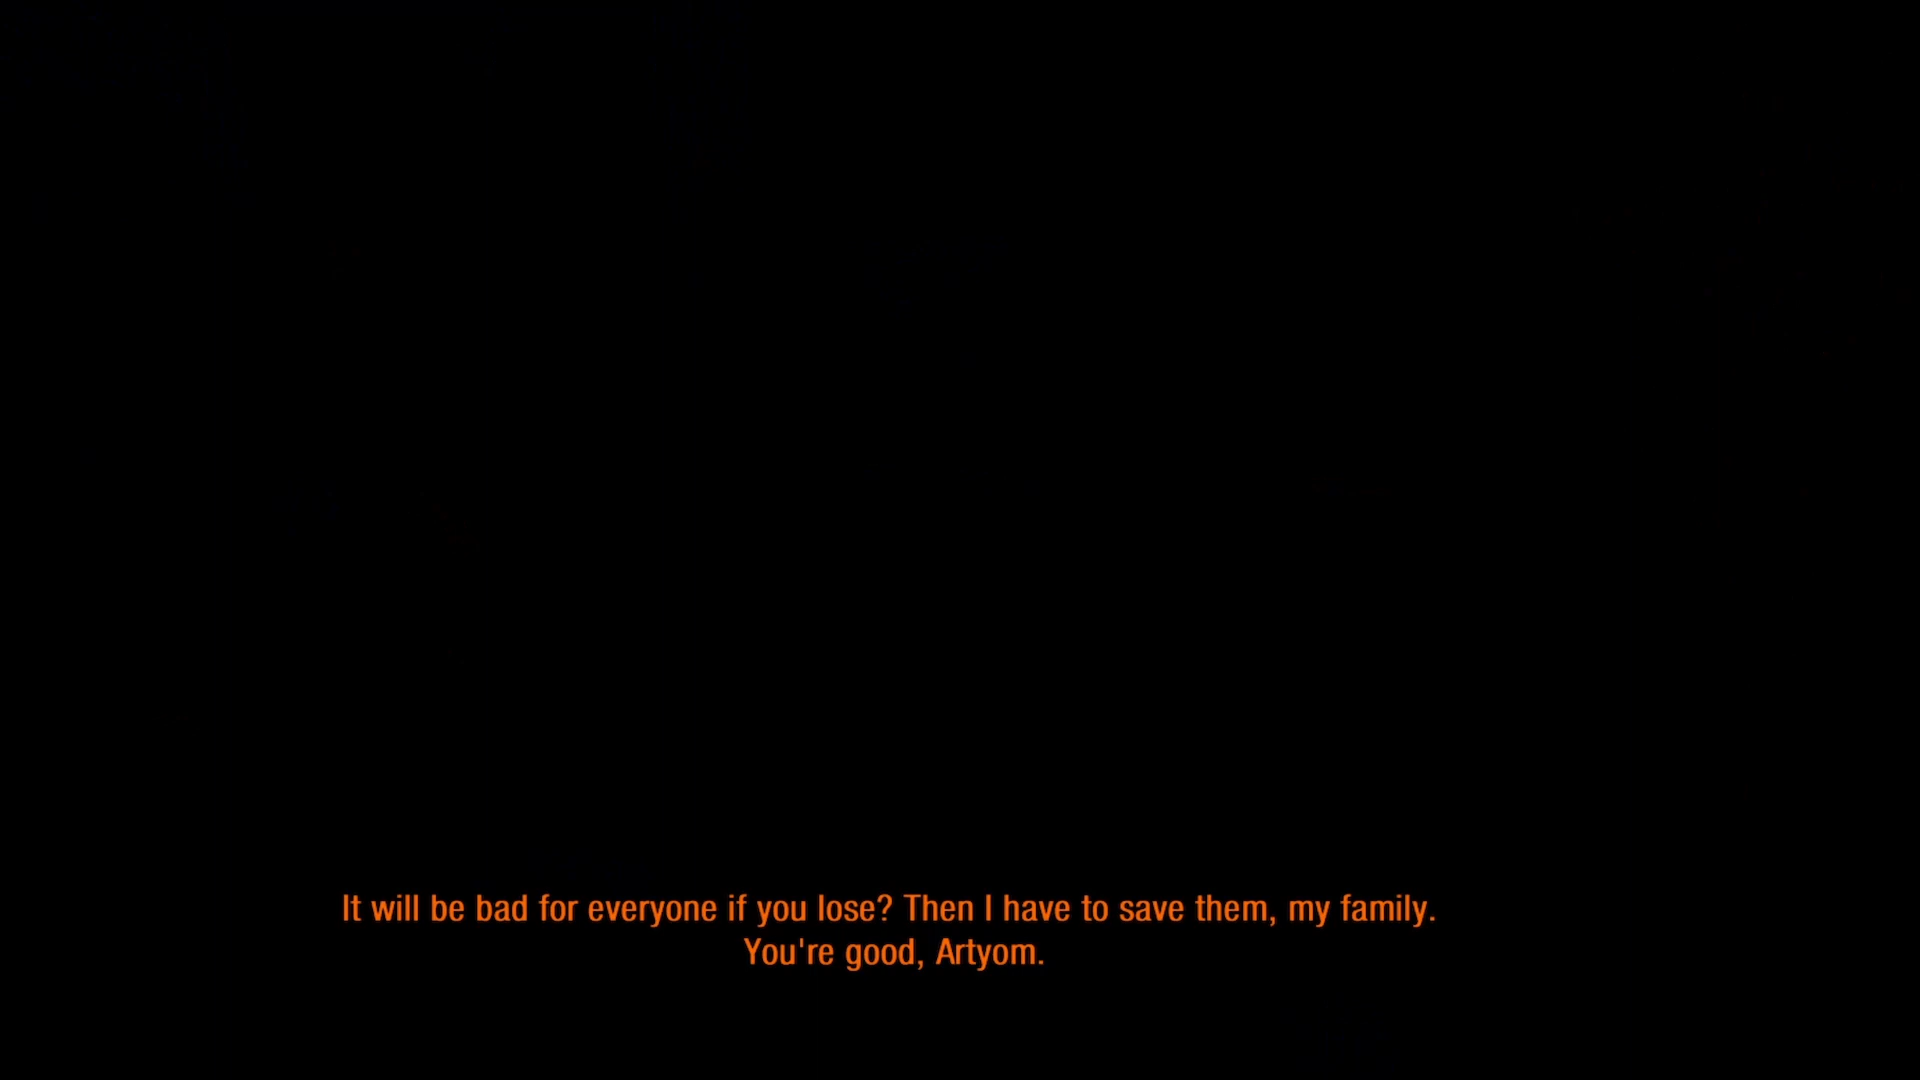 It will be bad for everyone if you lose? Then I have to save them, my family.
You're good, Artyom.